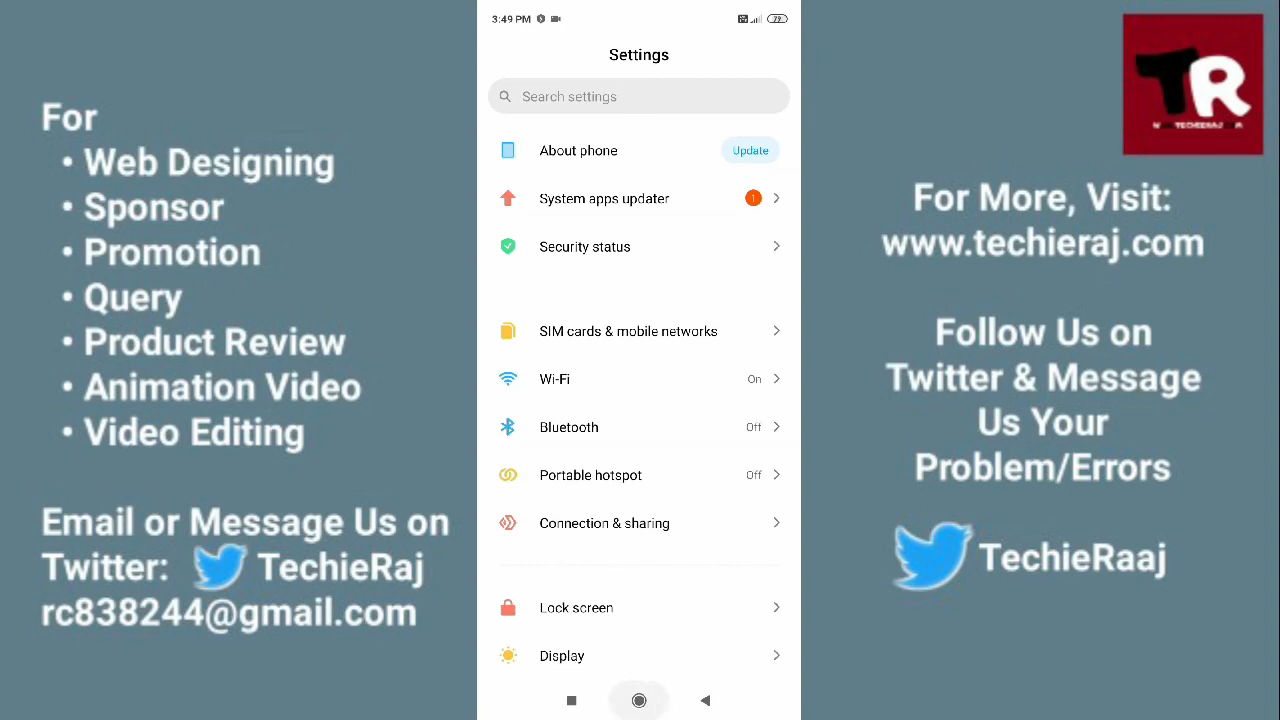 For
• Web Designing
• Sponsor
• Promotion
• Query
• Product Review
• Animation Video
• Video Editing
Email or Message Us on
Twitter: TechieRaj
rc838244@gmail.com
3:49 PM
79
Settings
Search settings
About phone
Update
System apps updater
1
Security status
SIM cards & mobile networks
Wi-Fi
On
Bluetooth
Off
Portable hotspot
Off
Connection & sharing
Lock screen
Display
TR
For More, Visit:
www.techieraj.com
Follow Us on
Twitter & Message
Us Your
Problem/Errors
TechieRaaj